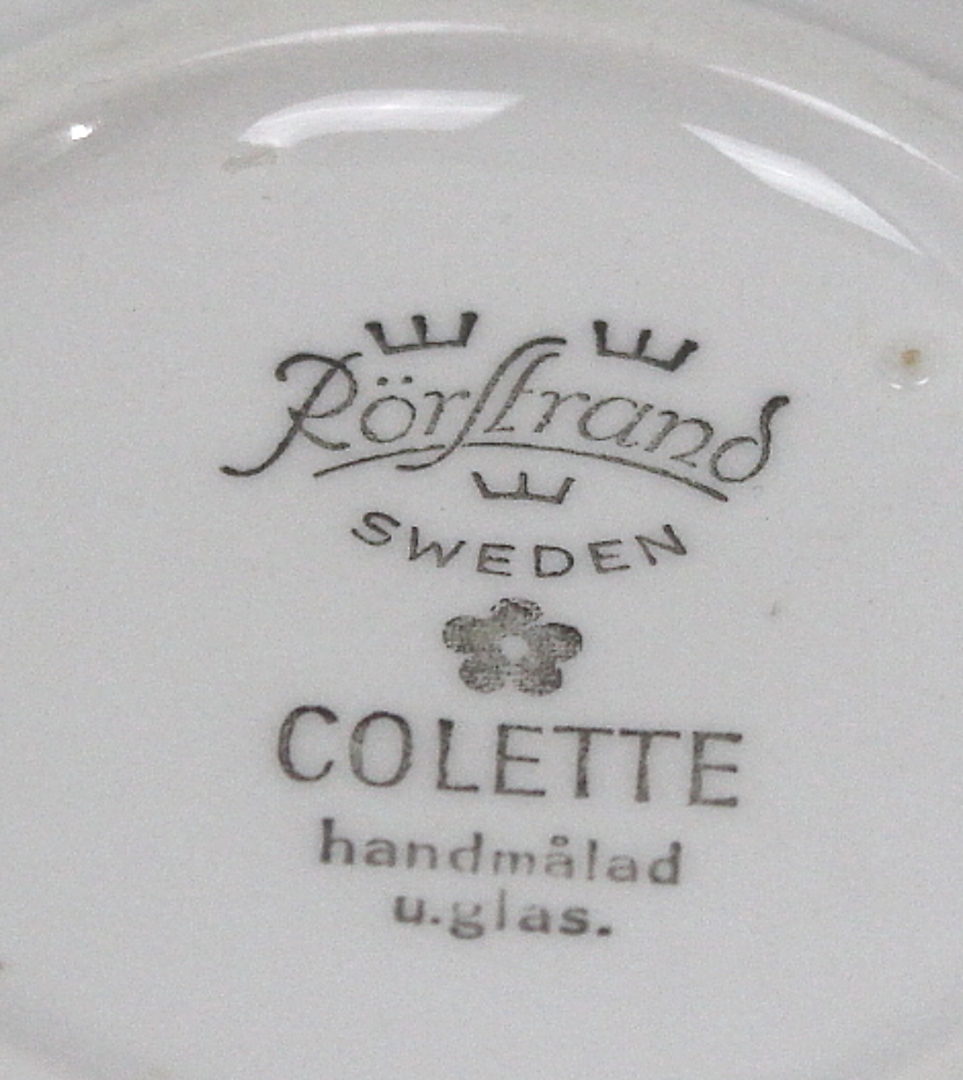 Rörstrand
SWEDEN
COLETTE
handmålad
u.glas.